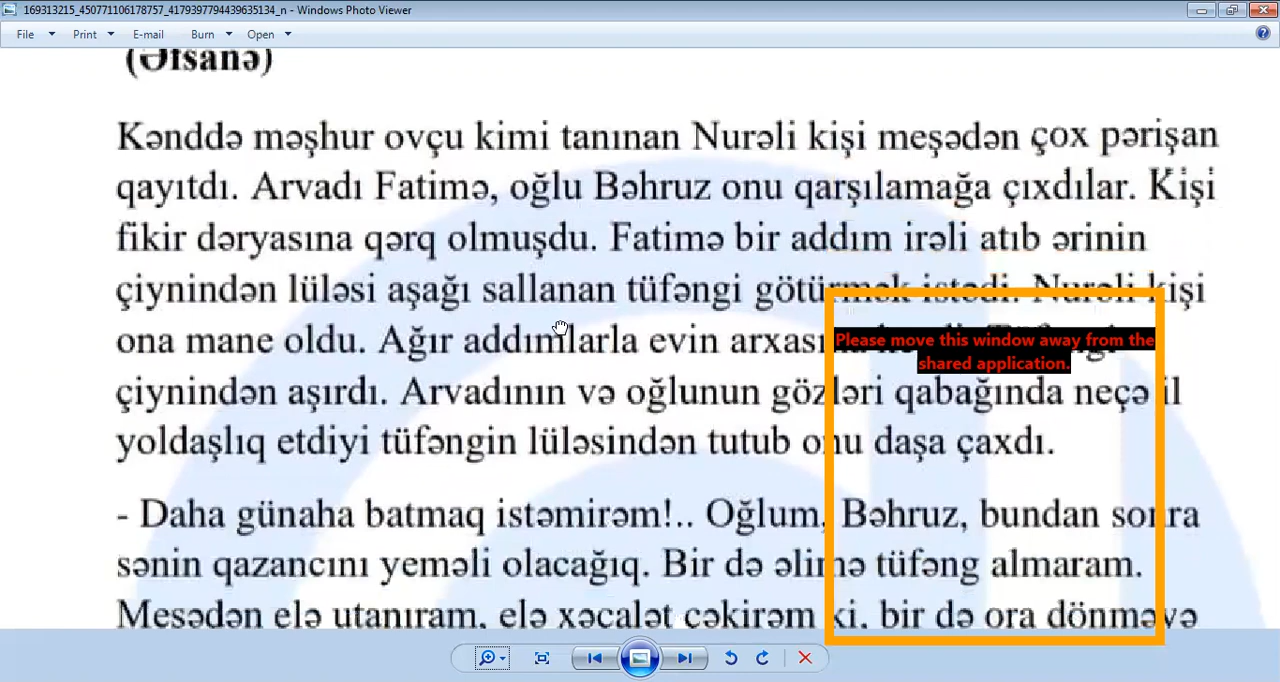 169313215_450771106178757_4179397794439635134_n - Windows Photo Viewer
File Print E-mail Burn Open
(Əfsanə)
Kənddə məşhur ovçu kimi tanınan Nurəli kişi meşədən çox pərişan
qayıtdı. Arvadı Fatimə, oğlu Bəhruz onu qarşılamağa çıxdılar. Kişi
fikir dəryasına qərq olmuşdu. Fatimə bir addım irəli atıb ərinin
çiynindən lüləsi aşağı sallanan tüfəngi götürmək istədi. Nurəli kişi
ona mane oldu. Ağır addımlarla evin
Please move this window away from the
shared application.
çiynindən aşırdı. Arvadının və oğlunun gözləri qabağında neçə il
yoldaşlıq etdiyi tüfəngin lüləsindən tutub onu daşa çaxdı.
- Daha günaha batmaq istəmirəm!.. Oğlum, Bəhruz, bundan sonra
sənin qazancını yeməli olacağıq. Bir də əlimə tüfəng almaram.
Meşədən elə utanıram, elə xəcalət çəkirəm ki, bir də ora dönməyə